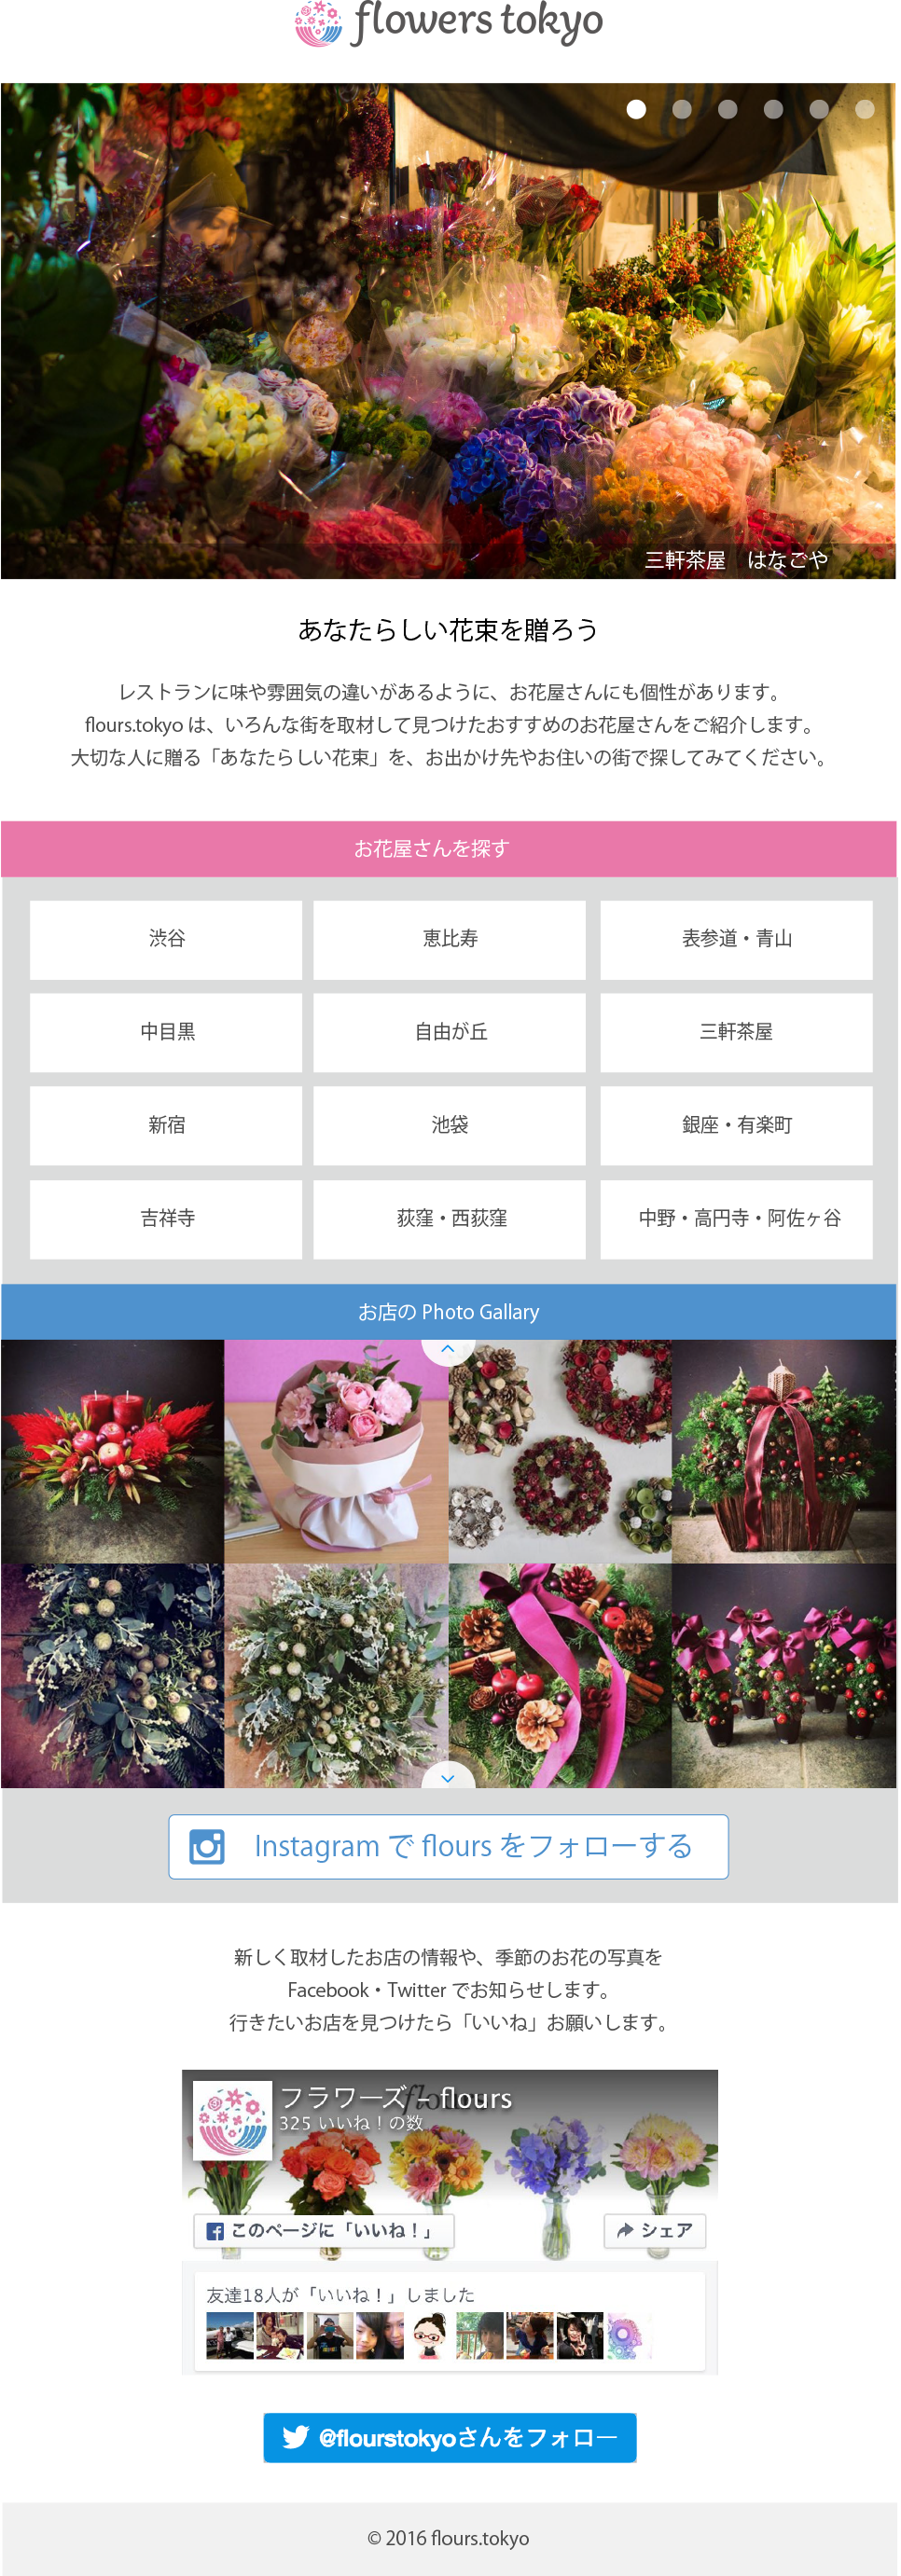 flowers tokyo
三軒茶屋　はなごや
あなたらしい花束を贈ろう
レストランに味や雰囲気の違いがあるように、お花屋さんにも個性があります。
flours.tokyo は、いろんな街を取材して見つけたおすすめのお花屋さんをご紹介します。
大切な人に贈る「あなたらしい花束」を、お出かけ先やお住いの街で探してみてください。
お花屋さんを探す
渋谷
恵比寿
表参道・青山
中目黒
自由が丘
三軒茶屋
新宿
池袋
銀座・有楽町
吉祥寺
荻窪・西荻窪
中野・高円寺・阿佐ヶ谷
お店の Photo Gallary
Instagram で flours をフォローする
新しく取材したお店の情報や、季節のお花の写真を
Facebook・Twitter でお知らせします。
行きたいお店を見つけたら「いいね」お願いします。
フラワーズ – flours
325 いいね！の数
このページに「いいね！」
シェア
友達18人が「いいね！」しました
@flourstokyoさんをフォロー
© 2016 flours.tokyo